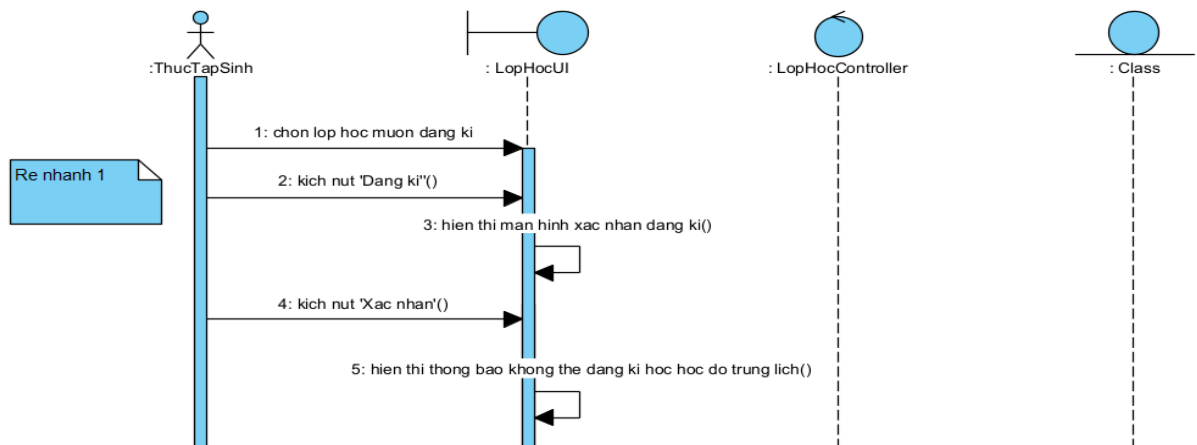 :ThucTapSinh
: LopHocUI
: LopHocController
: Class
1: chon lop hoc muon dang ki
Re nhanh 1
2: kich nut 'Dang ki"()
3: hien thi man hinh xac nhan dang ki()
4: kich nut 'Xac nhan'()
5: hien thi thong bao khong the dang ki hoc hoc do trung lich()